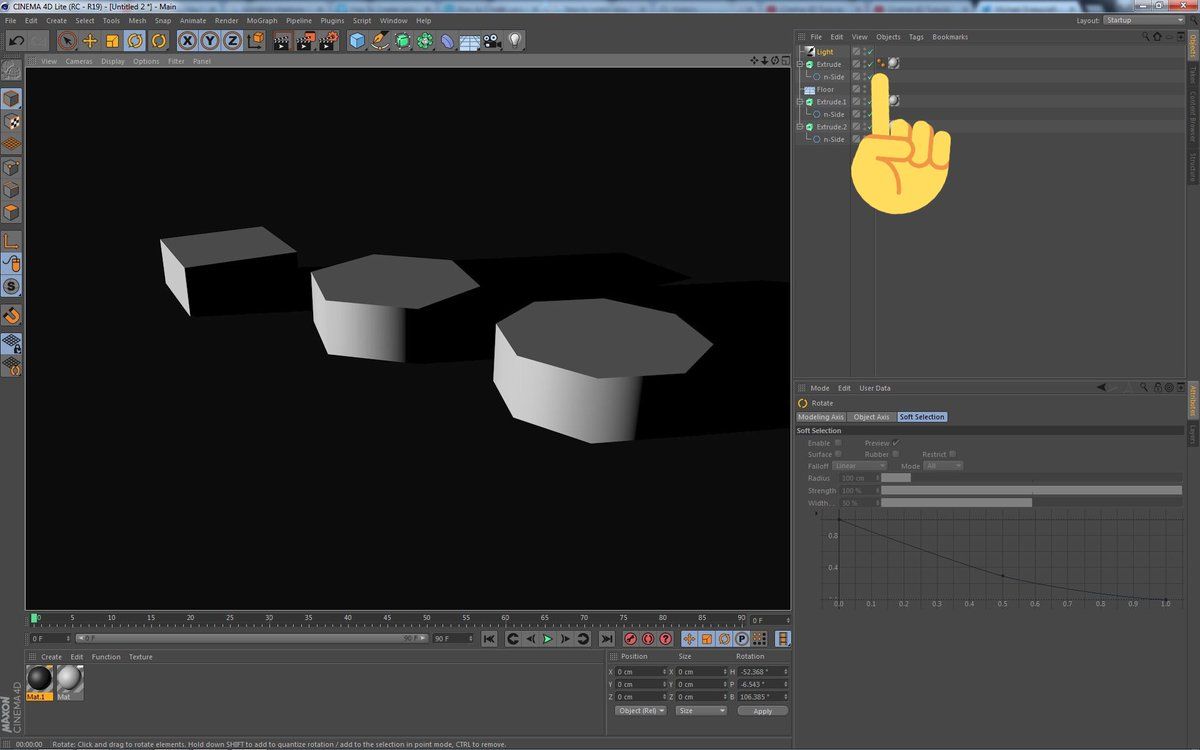 CINEMA 4D Lite (RC - R19) - [Untitled 2 *] - Main
File Edit Create Select Tools Mesh Snap Animate Render MoGraph Pipeline Plugins Script Window Help
Layout: Startup
X Y Z
File Edit View Objects Tags Bookmarks
View Cameras Display Options Filter Panel
Light
Extrude
n-Side
Floor
Extrude.1
n-Side
Extrude.2
n-Side
Objects
Takes
Content Browser
Structure
S
Mode Edit User Data
Rotate
Modeling Axis Object Axis Soft Selection
Soft Selection
Enable Preview
Surface Rubber Restrict
Falloff Linear Mode All
Radius 100 cm
Strength 100 %
Width... 50 %
0.8
0.4
0.0 0.1 0.2 0.3 0.4 0.5 0.6 0.7 0.8 0.9 1.0
Attributes
Layers
0 5 10 15 20 25 30 35 40 45 50 55 60 65 70 75 80 85 90 0 F
0 F 0 F 90 F 90 F
P
Create Edit Function Texture
Mat.1 Mat
Position Size Rotation
X 0 cm X 0 cm H -52.368 °
Y 0 cm Y 0 cm P -6.543 °
Z 0 cm Z 0 cm B 106.385 °
Object (Rel) Size Apply
MAXON
CINEMA 4D
00:00:00 Rotate: Click and drag to rotate elements. Hold down SHIFT to add to quantize rotation / add to the selection in point mode, CTRL to remove.